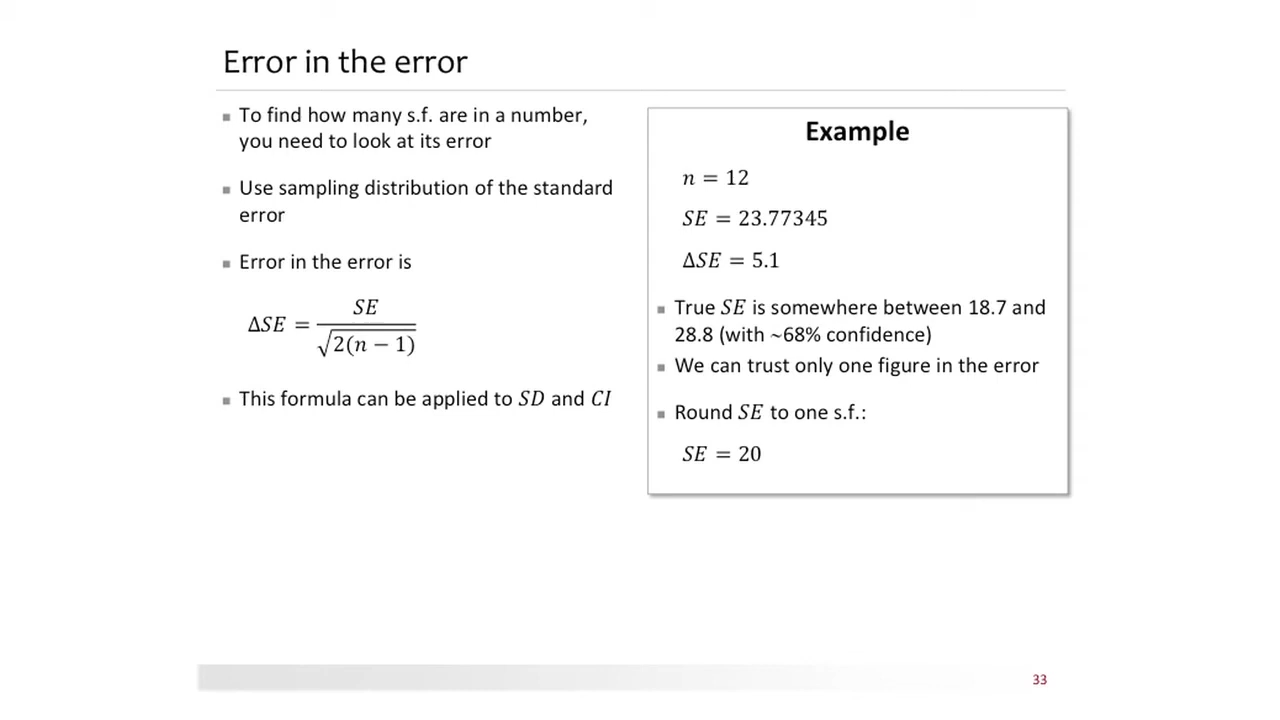 Error in the error
To find how many s.f. are in a number,
you need to look at its error
Use sampling distribution of the standard
error
Error in the error is
Δ𝑆𝐸 = 𝑆𝐸 / √2(𝑛 − 1)
This formula can be applied to 𝑆𝐷 and 𝐶𝐼
Example
𝑛 = 12
𝑆𝐸 = 23.77345
Δ𝑆𝐸 = 5.1
True 𝑆𝐸 is somewhere between 18.7 and
28.8 (with ~68% confidence)
We can trust only one figure in the error
Round 𝑆𝐸 to one s.f.:
𝑆𝐸 = 20
33